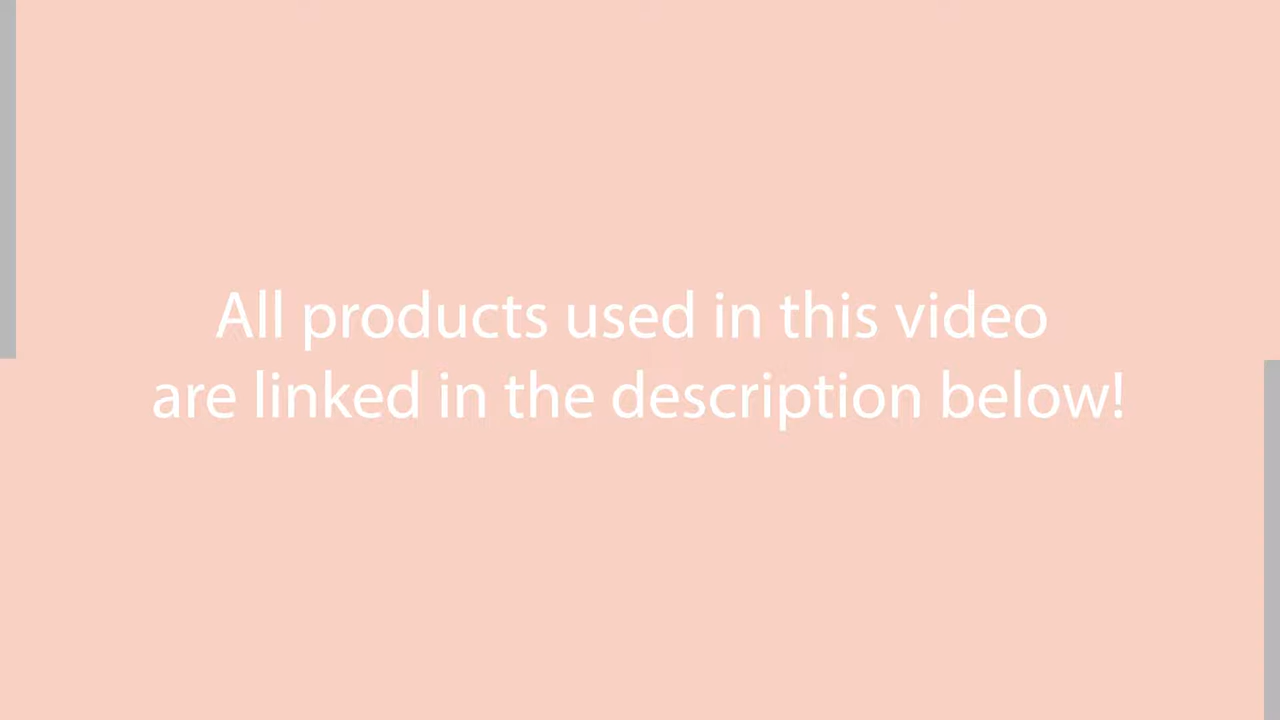 All products used in this video
are linked in the description below!